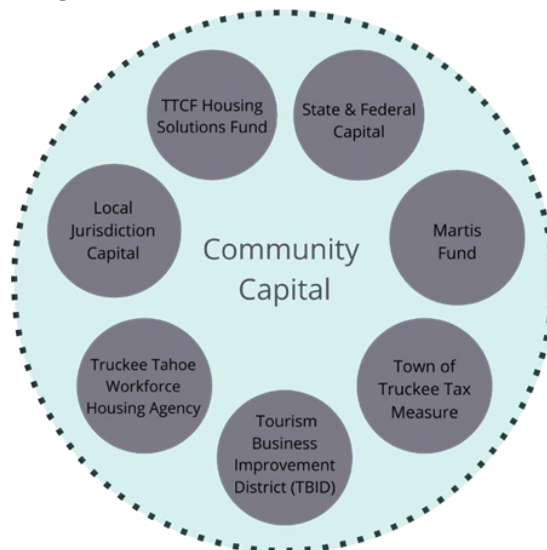 TTCF Housing
Solutions Fund
State & Federal
Capital
Local
Jurisdiction
Capital
Community
Capital
Martis
Fund
Truckee Tahoe
Workforce
Housing Agency
Town of
Truckee Tax
Measure
Tourism
Business
Improvement
District (TBID)